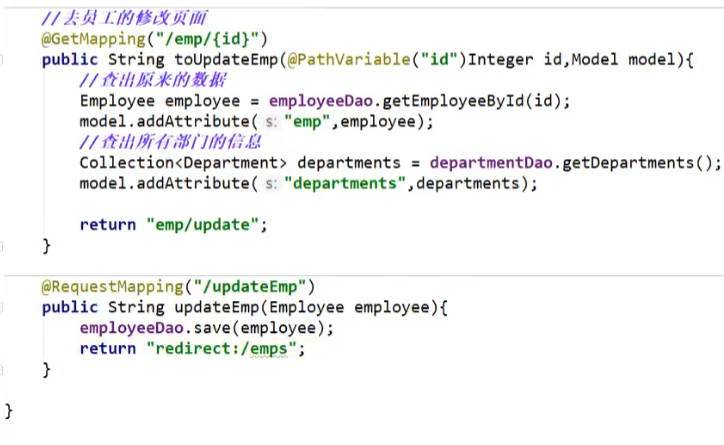 //去员工的修改页面
@GetMapping("/emp/{id}")
public String toUpdateEmp(@PathVariable("id")Integer id,Model model){
//查出原来的数据
Employee employee = employeeDao.getEmployeeById(id);
model.addAttribute( s: "emp",employee);
//查出所有部门的信息
Collection<Department> departments = departmentDao.getDepartments();
model.addAttribute( s: "departments",departments);
return "emp/update";
}
@RequestMapping("/updateEmp")
public String updateEmp(Employee employee){
employeeDao.save(employee);
return "redirect:/emps";
}
}